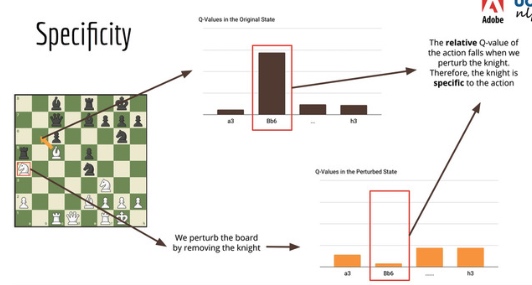 Adobe
Specificity
Q-Values in the Original State
a3
Bb6
...
h3
The relative Q-value of
the action falls when we
perturb the knight.
Therefore, the knight is
specific to the action
We perturb the board
by removing the knight
Q-Values in the Perturbed State
a3
Bb6
.....
h3